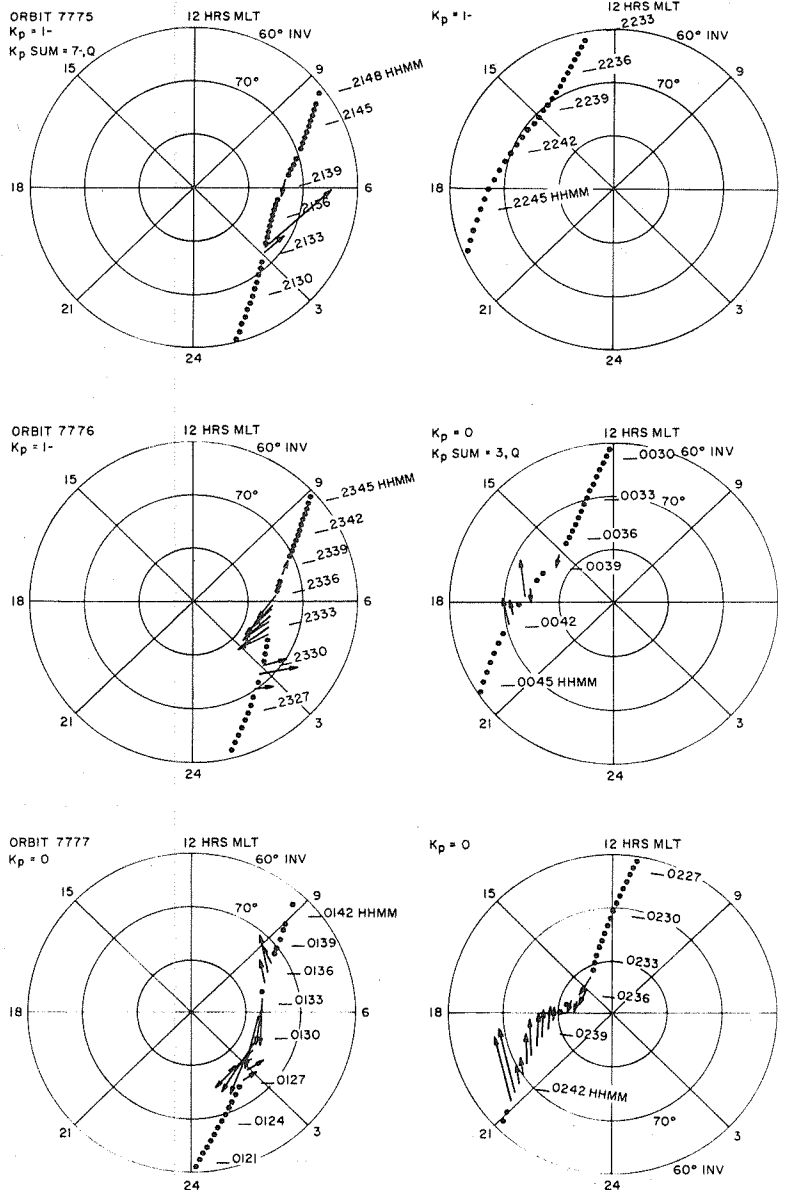 ORBIT 7775
Kp = 1-
Kp SUM = 7-,Q
12 HRS MLT
60° INV
15
9
70°
2148 HHMM
2145
2139
18
6
2136
2133
2130
21
3
24
Kp = 1-
12 HRS MLT
2233
60° INV
15
9
2236
70°
2239
2242
18
6
2245 HHMM
21
3
24
ORBIT 7776
Kp = 1-
12 HRS MLT
60° INV
15
9
70°
2345 HHMM
2342
2339
2336
18
6
2333
2330
2327
21
3
24
Kp = 0
Kp SUM = 3, Q
12 HRS MLT
0030
60° INV
15
9
0033
70°
0036
0039
18
6
0042
0045 HHMM
21
3
24
ORBIT 7777
Kp = 0
12 HRS MLT
60° INV
15
9
70°
0142 HHMM
0139
0136
0133
18
6
0130
0127
0124
21
3
0121
24
Kp = 0
12 HRS MLT
0227
15
9
0230
0233
0236
18
6
0239
0242 HHMM
21
3
70°
60° INV
24